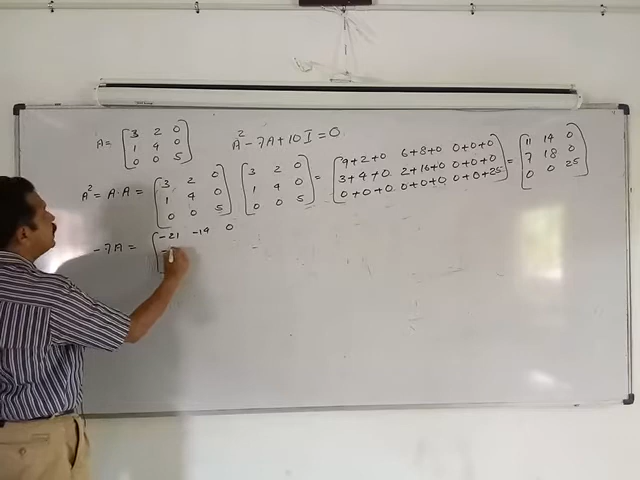 A = [3 2 0
1 4 0
0 0 5]
A² - 7A + 10I = 0
A² = A·A = [3 2 0
1 4 0
0 0 5] [3 2 0
1 4 0
0 0 5] = [9+2+0 6+8+0 0+0+0
3+4+0 2+16+0 0+0+0
0+0+0 0+0+0 0+0+25] = [11 14 0
7 18 0
0 0 25]
-7A = [-21 -14 0